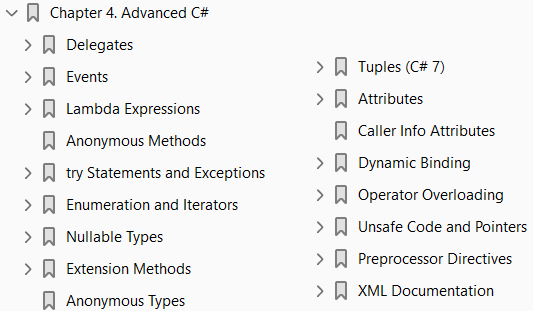 Chapter 4. Advanced C#
Delegates
Events
Lambda Expressions
Anonymous Methods
try Statements and Exceptions
Enumeration and Iterators
Nullable Types
Extension Methods
Anonymous Types
Tuples (C# 7)
Attributes
Caller Info Attributes
Dynamic Binding
Operator Overloading
Unsafe Code and Pointers
Preprocessor Directives
XML Documentation